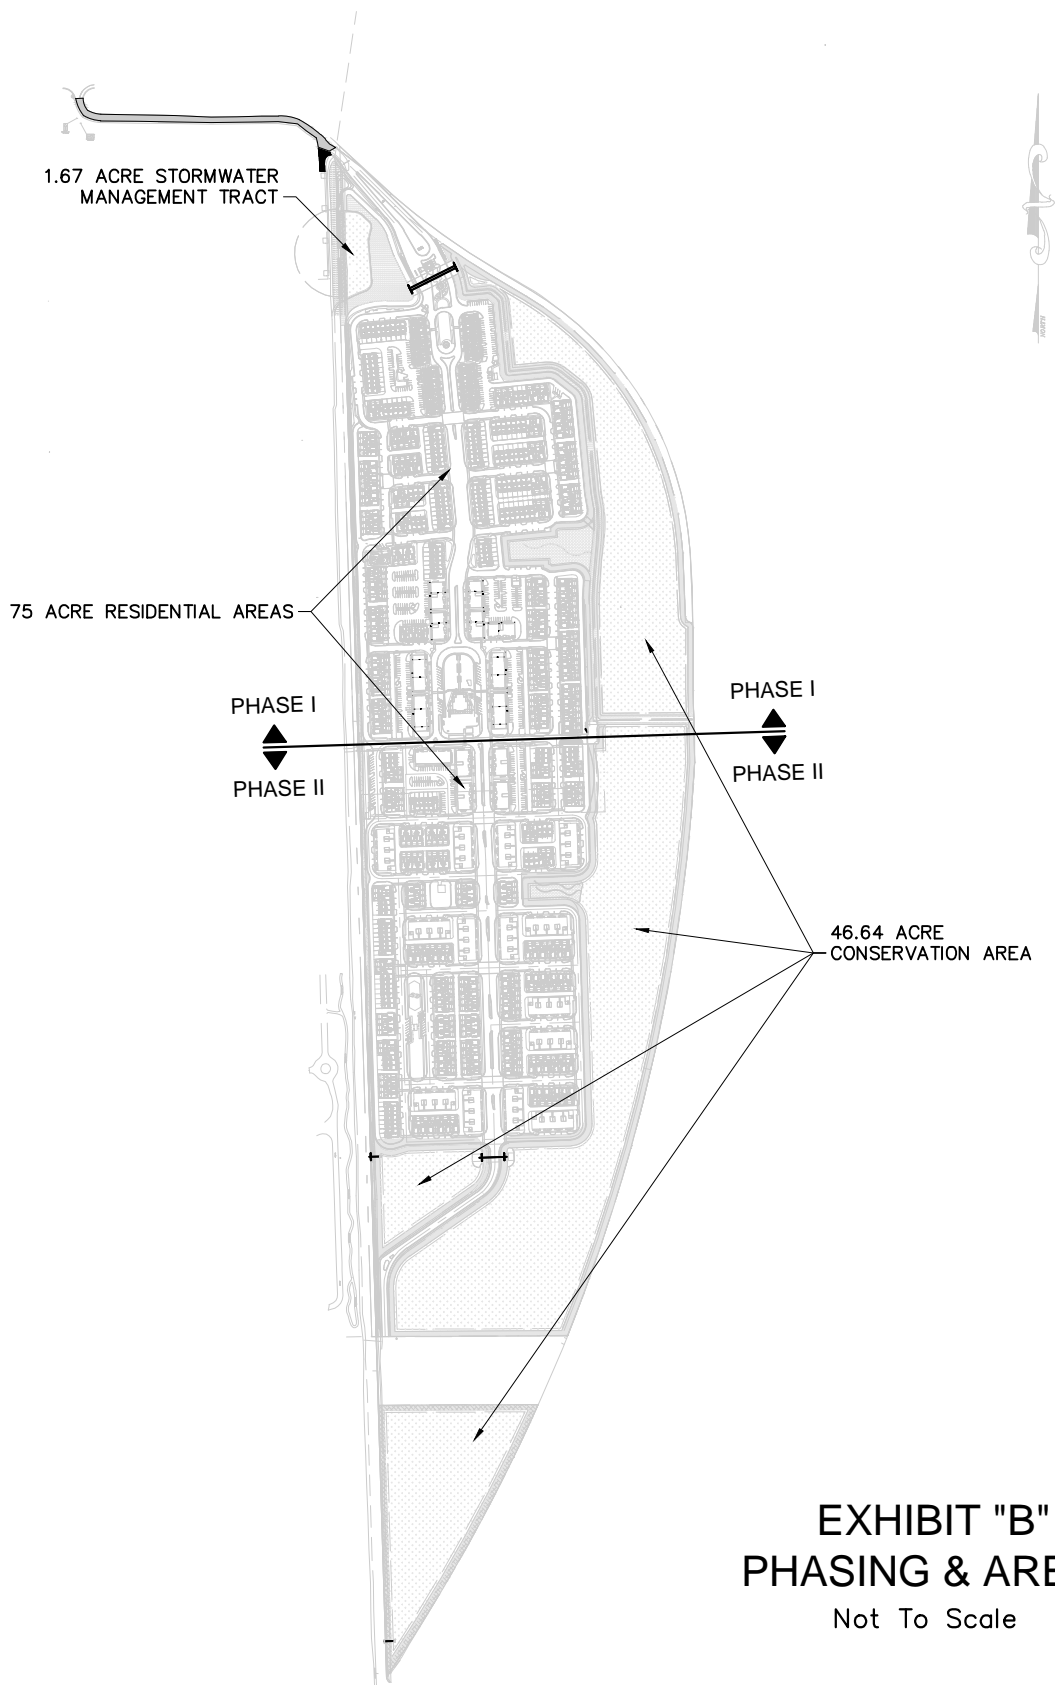 1.67 ACRE STORMWATER
MANAGEMENT TRACT
NORTH
75 ACRE RESIDENTIAL AREAS
PHASE I
PHASE II
PHASE I
PHASE II
46.64 ACRE
CONSERVATION AREA
EXHIBIT "B"
PHASING & ARE
Not To Scale